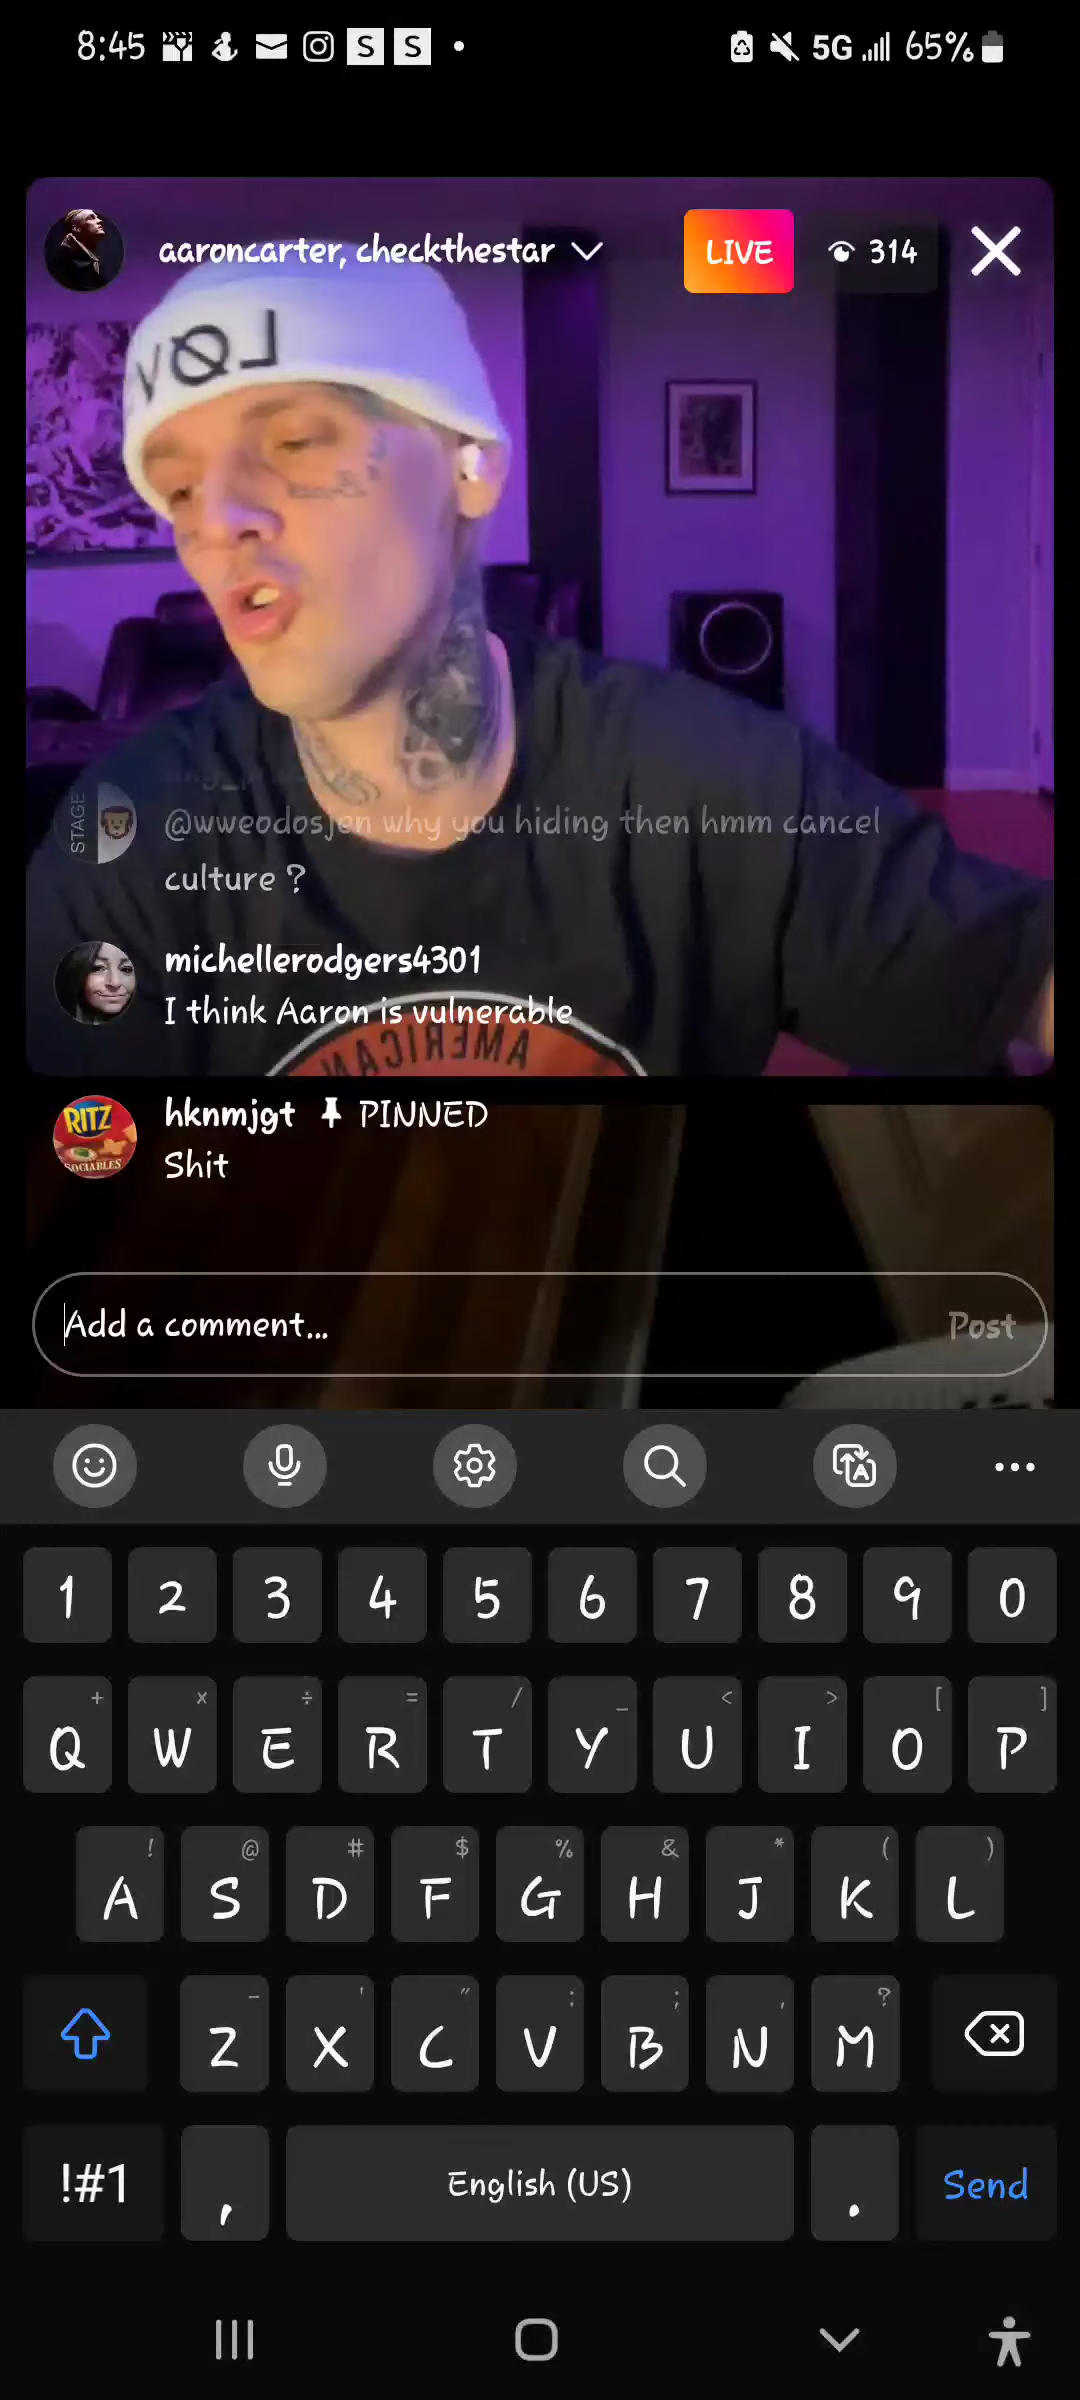 8:45 S S 5G 65%
aaroncarter, checkthestar LIVE 314
LOV
STAGE
@wweodosjen why you hiding then hmm cancel
culture ?
michellerodgers4301
I think Aaron is vulnerable
AMERICAN
hknmjgt PINNED
RITZ
Shit
SOCIABLES
Add a comment... Post
1 2 3 4 5 6 7 8 9 0
+ × ÷ = / _ < > [ ]
Q W E R T Y U I O P
! @ # $ % & * ( )
A S D F G H J K L
- ' " : ; , ?
Z X C V B N M
!#1 , English (US) . Send